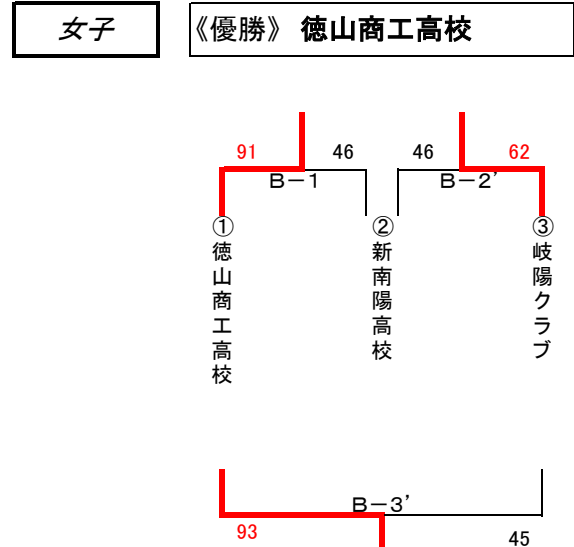 女子
《優勝》 徳山商工高校
91 46 46 62
B－1 B－2’
①徳山商工高校
②新南陽高校
③岐陽クラブ
B－3’
93 45